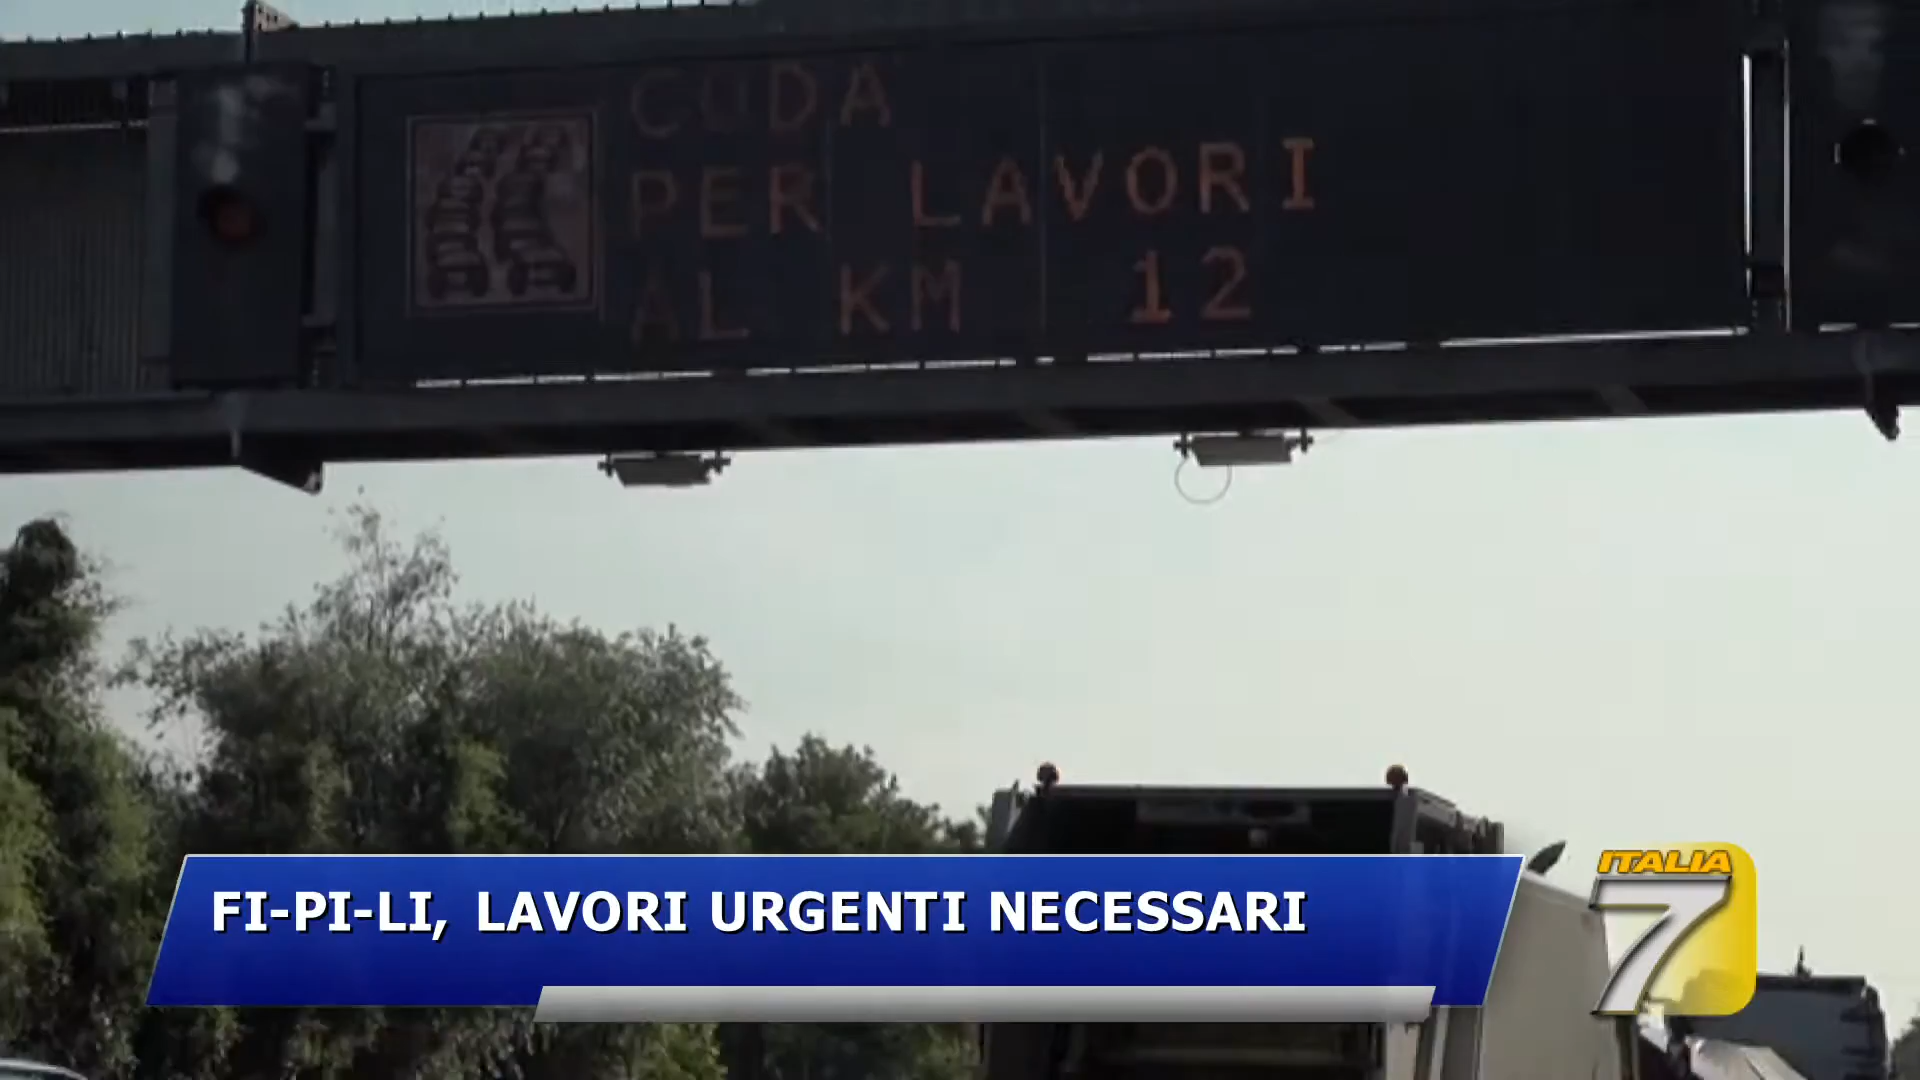 CODA
PER LAVORI
AL KM 12
FI-PI-LI, LAVORI URGENTI NECESSARI
ITALIA
7